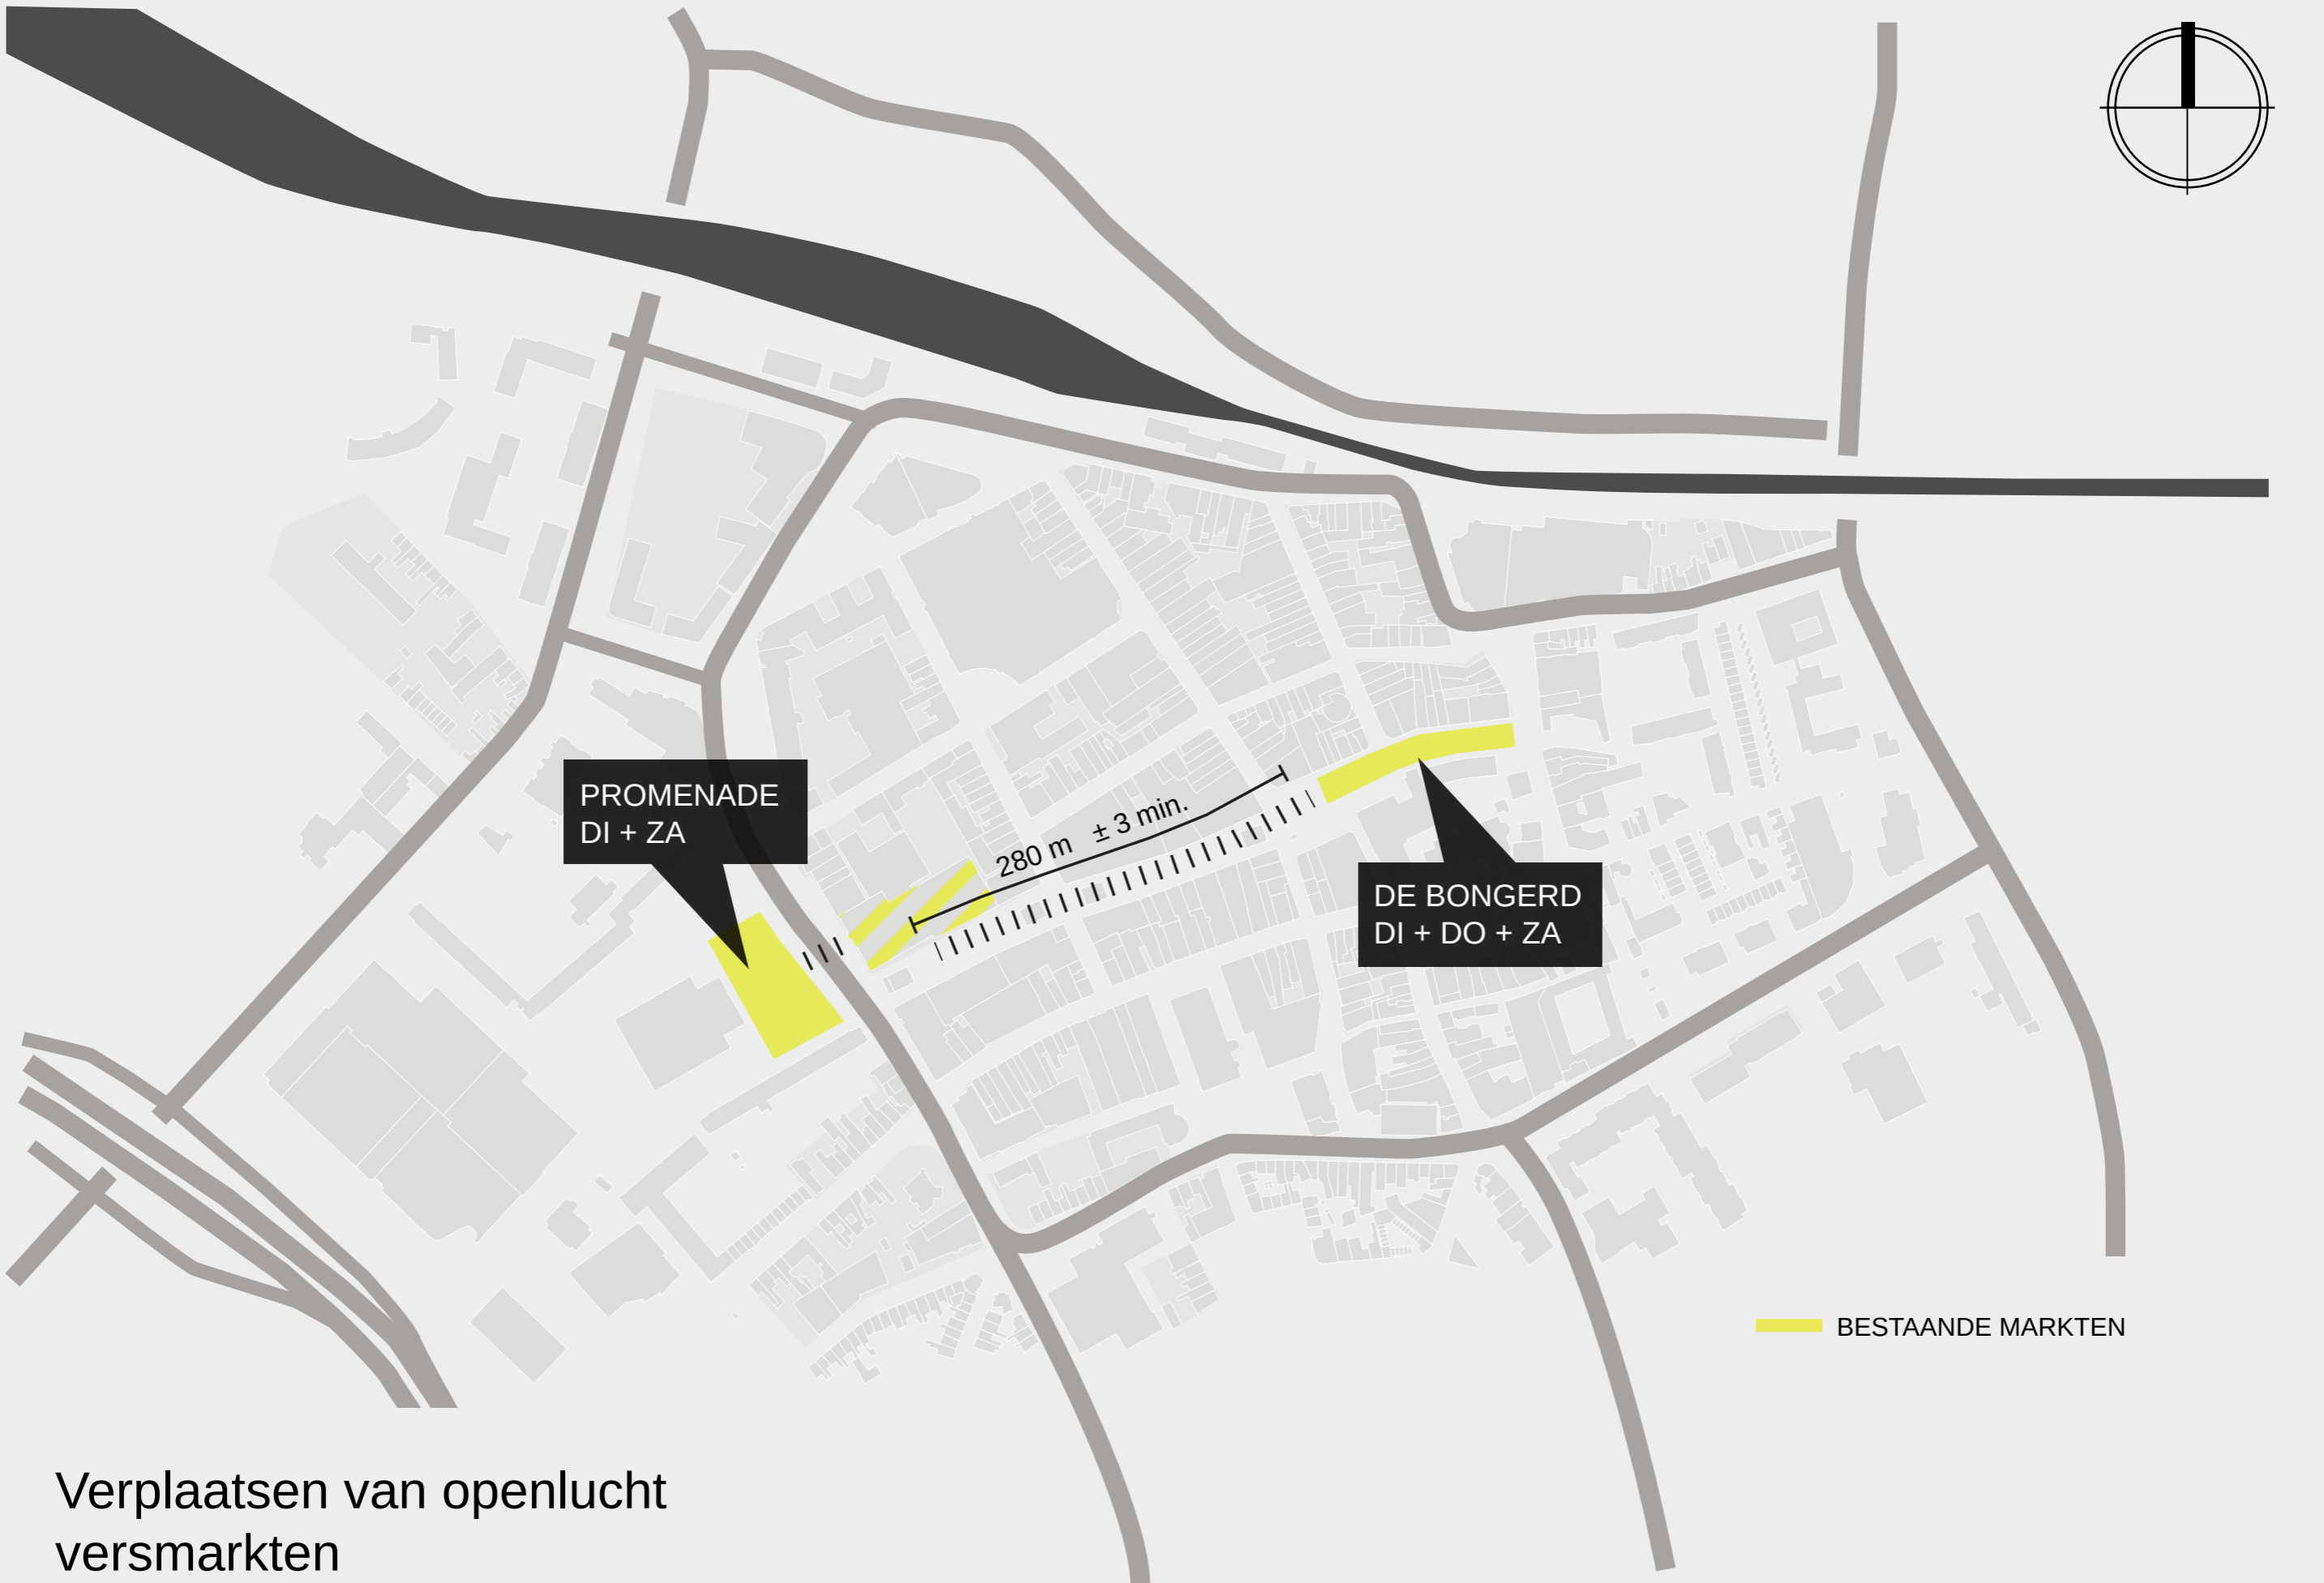 PROMENADE
DI + ZA
280 m ± 3 min.
DE BONGERD
DI + DO + ZA
BESTAANDE MARKTEN
Verplaatsen van openlucht
versmarkten